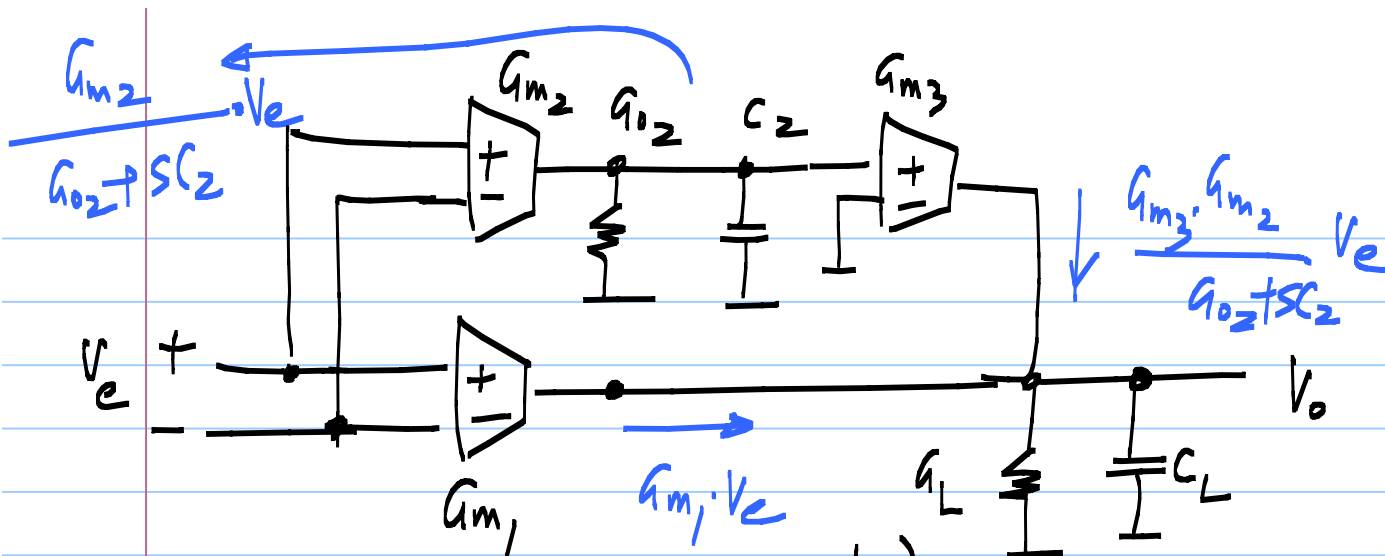 Gm2
Go2+sC2
·Ve
Gm2
Go2
C2
Gm3
+
−
+
−
Gm3·Gm2
Go2+sC2
Ve
Ve
+
−
+
−
Gm1
Gm1·Ve
GL
CL
Vo